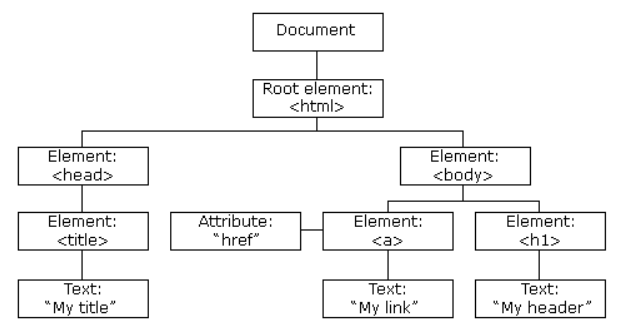 Document
Root element:
<html>
Element:
<head>
Element:
<body>
Element:
<title>
Attribute:
“href”
Element:
<a>
Element:
<h1>
Text:
“My title”
Text:
“My link”
Text:
“My header”